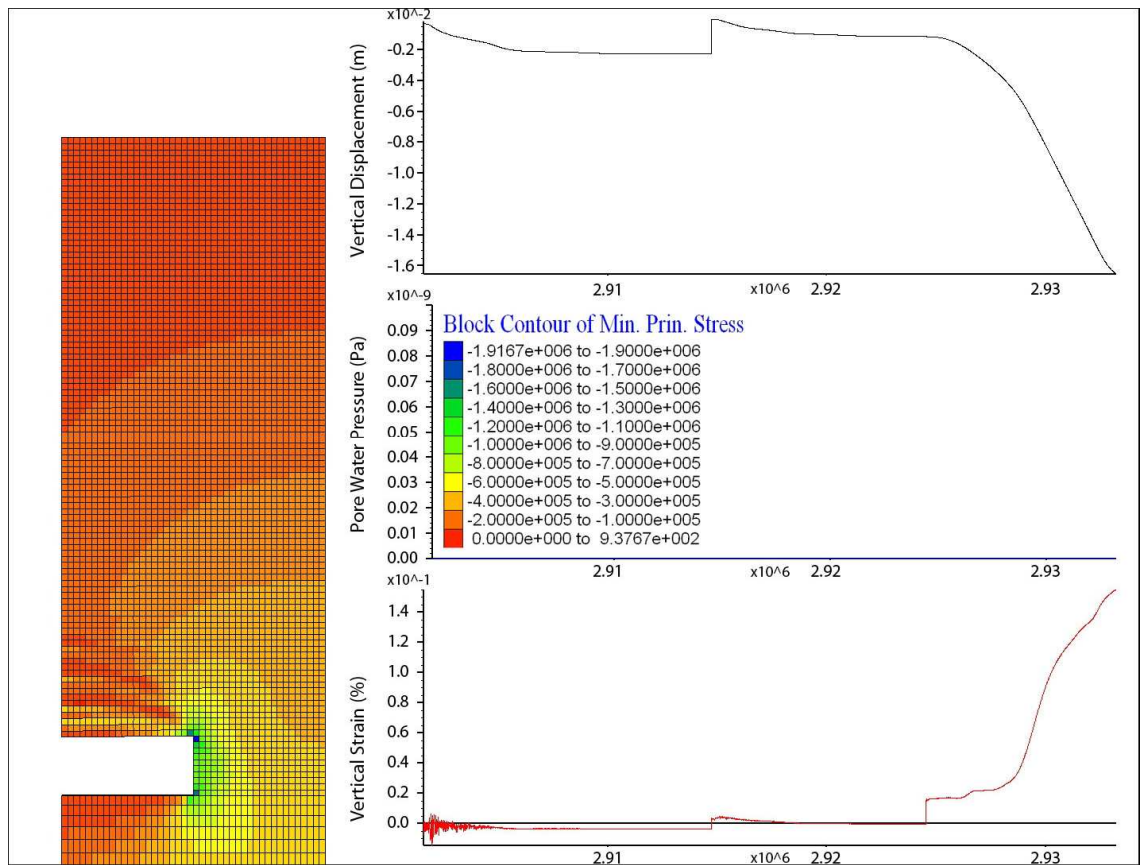 x10^-2
Vertical Displacement (m)
-0.2
-0.4
-0.6
-0.8
-1.0
-1.2
-1.4
-1.6
2.91
x10^6
2.92
2.93
x10^-9
Pore Water Pressure (Pa)
0.09
0.08
0.07
0.06
0.05
0.04
0.03
0.02
0.01
0.00
Block Contour of Min. Prin. Stress
-1.9167e+006 to -1.9000e+006
-1.8000e+006 to -1.7000e+006
-1.6000e+006 to -1.5000e+006
-1.4000e+006 to -1.3000e+006
-1.2000e+006 to -1.1000e+006
-1.0000e+006 to -9.0000e+005
-8.0000e+005 to -7.0000e+005
-6.0000e+005 to -5.0000e+005
-4.0000e+005 to -3.0000e+005
-2.0000e+005 to -1.0000e+005
0.0000e+000 to 9.3767e+002
2.91
x10^6
2.92
2.93
x10^-1
Vertical Strain (%)
1.4
1.2
1.0
0.8
0.6
0.4
0.2
0.0
2.91
x10^6
2.92
2.93